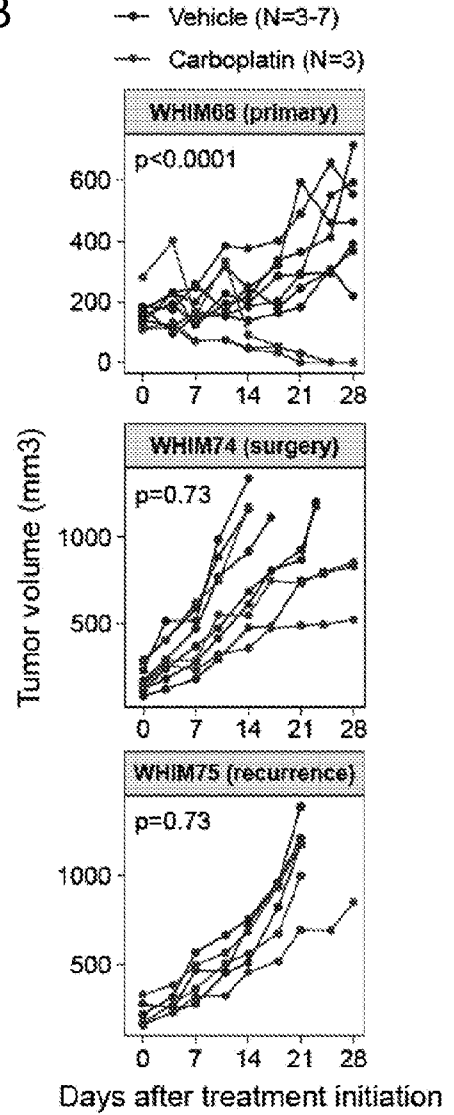 B
Vehicle (N=3-7)
Carboplatin (N=3)
WHIM68 (primary)
p<0.0001
600
400
200
0
0 7 14 21 28
WHIM74 (surgery)
p=0.73
1000
500
0 7 14 21 28
WHIM75 (recurrence)
p=0.73
1000
500
0 7 14 21 28
Tumor volume (mm3)
Days after treatment initiation